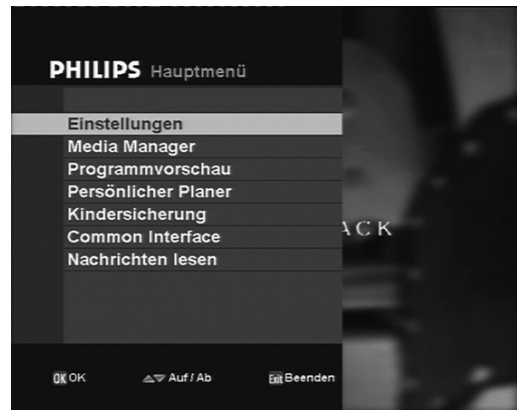 PHILIPS Hauptmenü
Einstellungen
Media Manager
Programmvorschau
Persönlicher Planer
Kindersicherung
Common Interface
Nachrichten lesen
ACK
OK OK Auf / Ab Exit Beenden